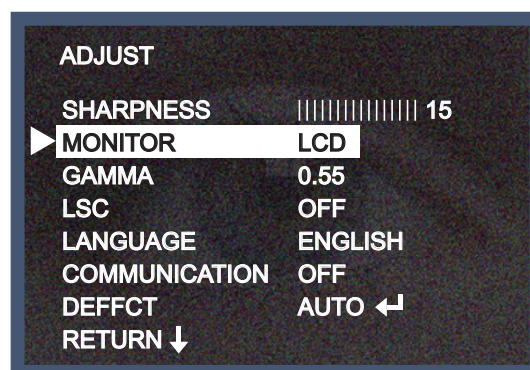 ADJUST
SHARPNESS |||||||||||||||| 15
MONITOR LCD
GAMMA 0.55
LSC OFF
LANGUAGE ENGLISH
COMMUNICATION OFF
DEFFCT AUTO ↵
RETURN ↓